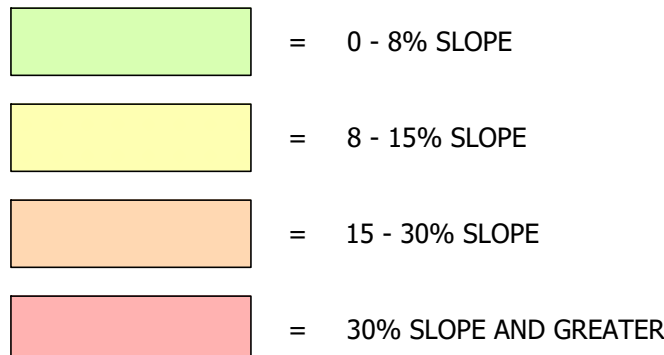 = 0 - 8% SLOPE
= 8 - 15% SLOPE
= 15 - 30% SLOPE
= 30% SLOPE AND GREATER